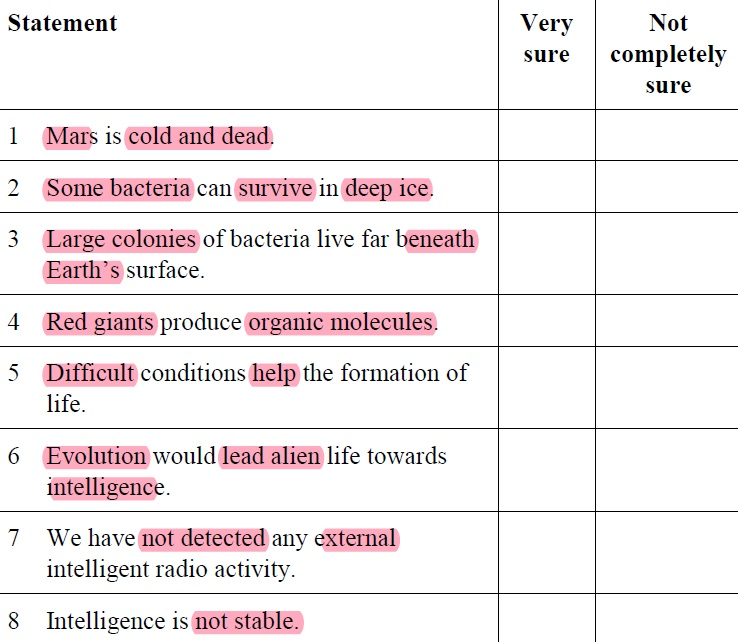 Statement Very sure Not completely sure
1 Mars is cold and dead.
2 Some bacteria can survive in deep ice.
3 Large colonies of bacteria live far beneath
Earth’s surface.
4 Red giants produce organic molecules.
5 Difficult conditions help the formation of
life.
6 Evolution would lead alien life towards
intelligence.
7 We have not detected any external
intelligent radio activity.
8 Intelligence is not stable.